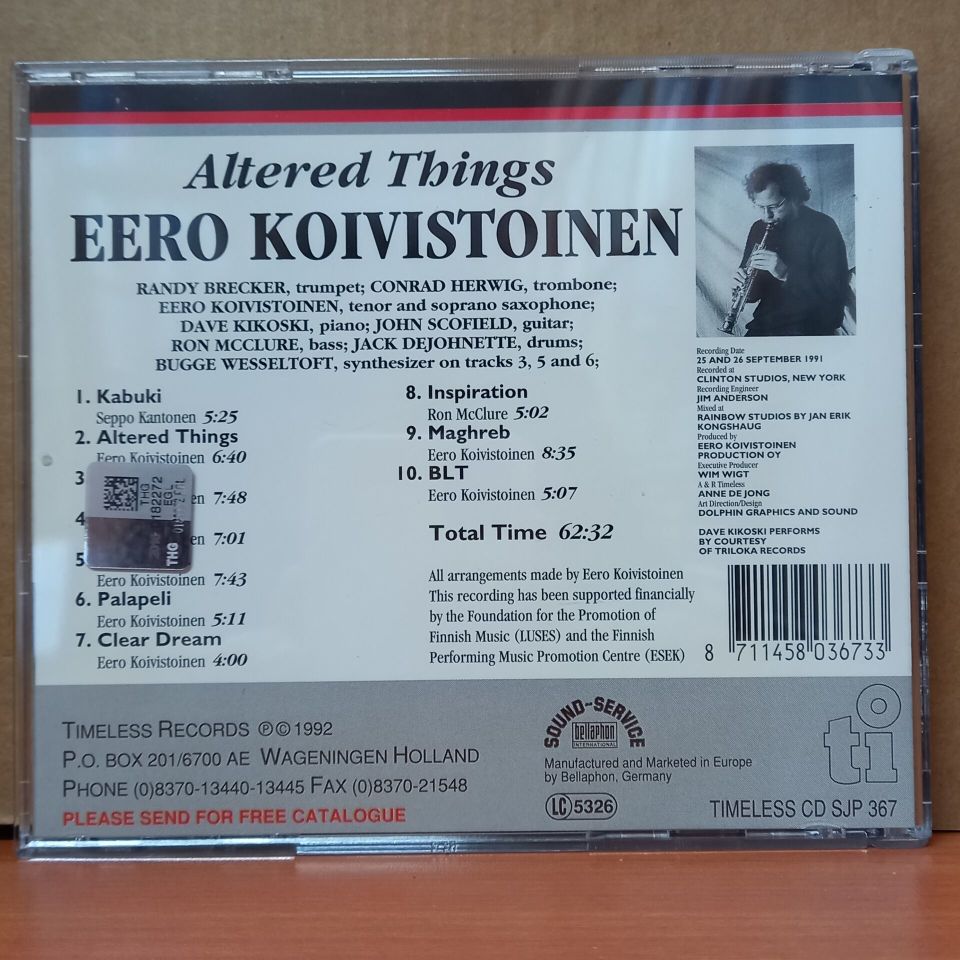 Altered Things
EERO KOIVISTOINEN
RANDY BRECKER, trumpet; CONRAD HERWIG, trombone;
EERO KOIVISTOINEN, tenor and soprano saxophone;
DAVE KIKOSKI, piano; JOHN SCOFIELD, guitar;
RON MCCLURE, bass; JACK DEJOHNETTE, drums;
BUGGE WESSELTOFT, synthesizer on tracks 3, 5 and 6;
1. Kabuki
Seppo Kantonen 5:25
2. Altered Things
Eero Koivistoinen 6:40
3.
7:48
4.
7:01
5.
Eero Koivistoinen 7:43
6. Palapeli
Eero Koivistoinen 5:11
7. Clear Dream
Eero Koivistoinen 4:00
THG
182272
THG
8. Inspiration
Ron McClure 5:02
9. Maghreb
Eero Koivistoinen 8:35
10. BLT
Eero Koivistoinen 5:07
Total Time 62:32
All arrangements made by Eero Koivistoinen
This recording has been supported financially
by the Foundation for the Promotion of
Finnish Music (LUSES) and the Finnish
Performing Music Promotion Centre (ESEK)
Recording Date
25 AND 26 SEPTEMBER 1991
Recorded at
CLINTON STUDIOS, NEW YORK
Recording Engineer
JIM ANDERSON
Mixed at
RAINBOW STUDIOS BY JAN ERIK
KONGSHAUG
Produced by
EERO KOIVISTOINEN
PRODUCTION OY
Executive Producer
WIM WIGT
A & R Timeless
ANNE DE JONG
Art Direction/Design
DOLPHIN GRAPHICS AND SOUND
DAVE KIKOSKI PERFORMS
BY COURTESY
OF TRILOKA RECORDS
8 711458 036733
TIMELESS RECORDS ℗© 1992
P.O. BOX 201/6700 AE WAGENINGEN HOLLAND
PHONE (0)8370-13440-13445 FAX (0)8370-21548
PLEASE SEND FOR FREE CATALOGUE
SOUND-SERVICE
bellaphon
INTERNATIONAL
Manufactured and Marketed in Europe
by Bellaphon, Germany
LC 5326
ti
TIMELESS CD SJP 367